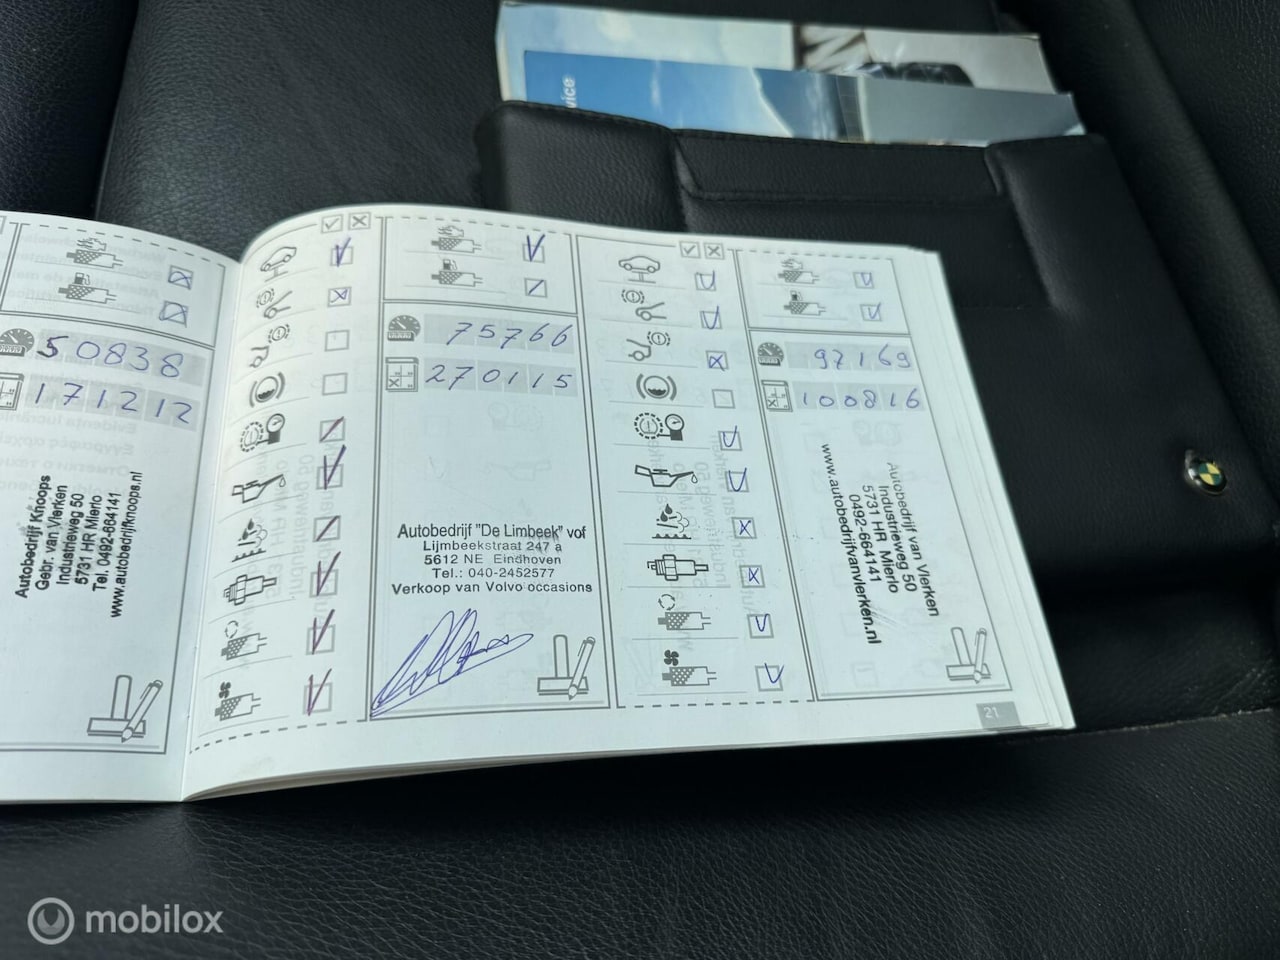 vice
50838
171212
Autobedrijf Knoops
Gebr. van Vlerken
Industrieweg 50
5731 HR Mierlo
Tel. 0492-664141
www.autobedrijfknoops.nl
75766
270115
Autobedrijf "De Limbeek" vof
Lijmbeekstraat 247 a
5612 NE Eindhoven
Tel.: 040-2452577
Verkoop van Volvo occasions
97169
100816
Autobedrijf van Vlerken
Industrieweg 50
5731 HR Mierlo
0492-664141
www.autobedrijfvanvlerken.nl
21
mobilox